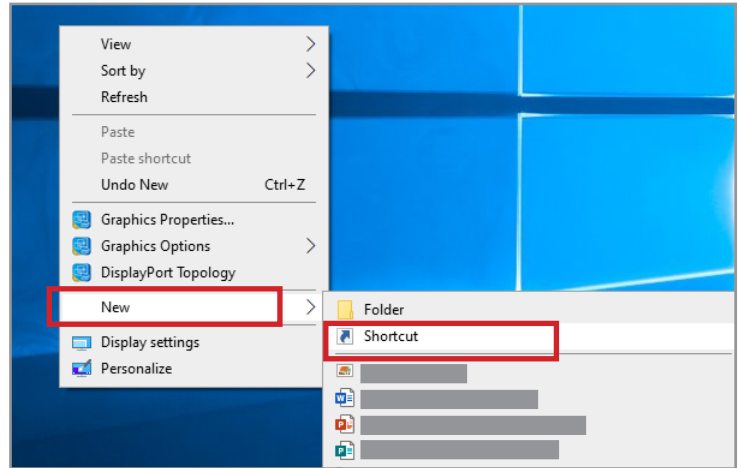 View
Sort by
Refresh
Paste
Paste shortcut
Undo New Ctrl+Z
Graphics Properties...
Graphics Options
DisplayPort Topology
New
Display settings
Personalize
Folder
Shortcut